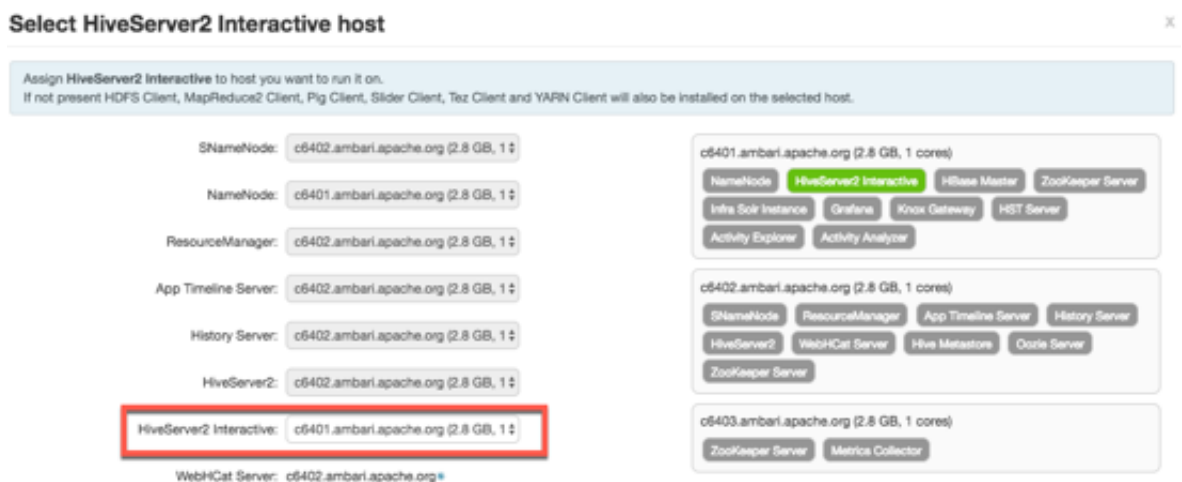 Select HiveServer2 Interactive host
x
Assign HiveServer2 Interactive to host you want to run it on.
If not present HDFS Client, MapReduce2 Client, Pig Client, Slider Client, Tez Client and YARN Client will also be installed on the selected host.
SNameNode: c6402.ambari.apache.org (2.8 GB, 1
NameNode: c6401.ambari.apache.org (2.8 GB, 1
ResourceManager: c6402.ambari.apache.org (2.8 GB, 1
App Timeline Server: c6402.ambari.apache.org (2.8 GB, 1
History Server: c6402.ambari.apache.org (2.8 GB, 1
HiveServer2: c6402.ambari.apache.org (2.8 GB, 1
HiveServer2 Interactive: c6401.ambari.apache.org (2.8 GB, 1
WebHCat Server: c6402.ambari.apache.org*
c6401.ambari.apache.org (2.8 GB, 1 cores)
NameNode HiveServer2 Interactive HBase Master ZooKeeper Server
Infra Solr Instance Grafana Knox Gateway HST Server
Activity Explorer Activity Analyzer
c6402.ambari.apache.org (2.8 GB, 1 cores)
SNameNode ResourceManager App Timeline Server History Server
HiveServer2 WebHCat Server Hive Metastore Oozie Server
ZooKeeper Server
c6403.ambari.apache.org (2.8 GB, 1 cores)
ZooKeeper Server Metrics Collector